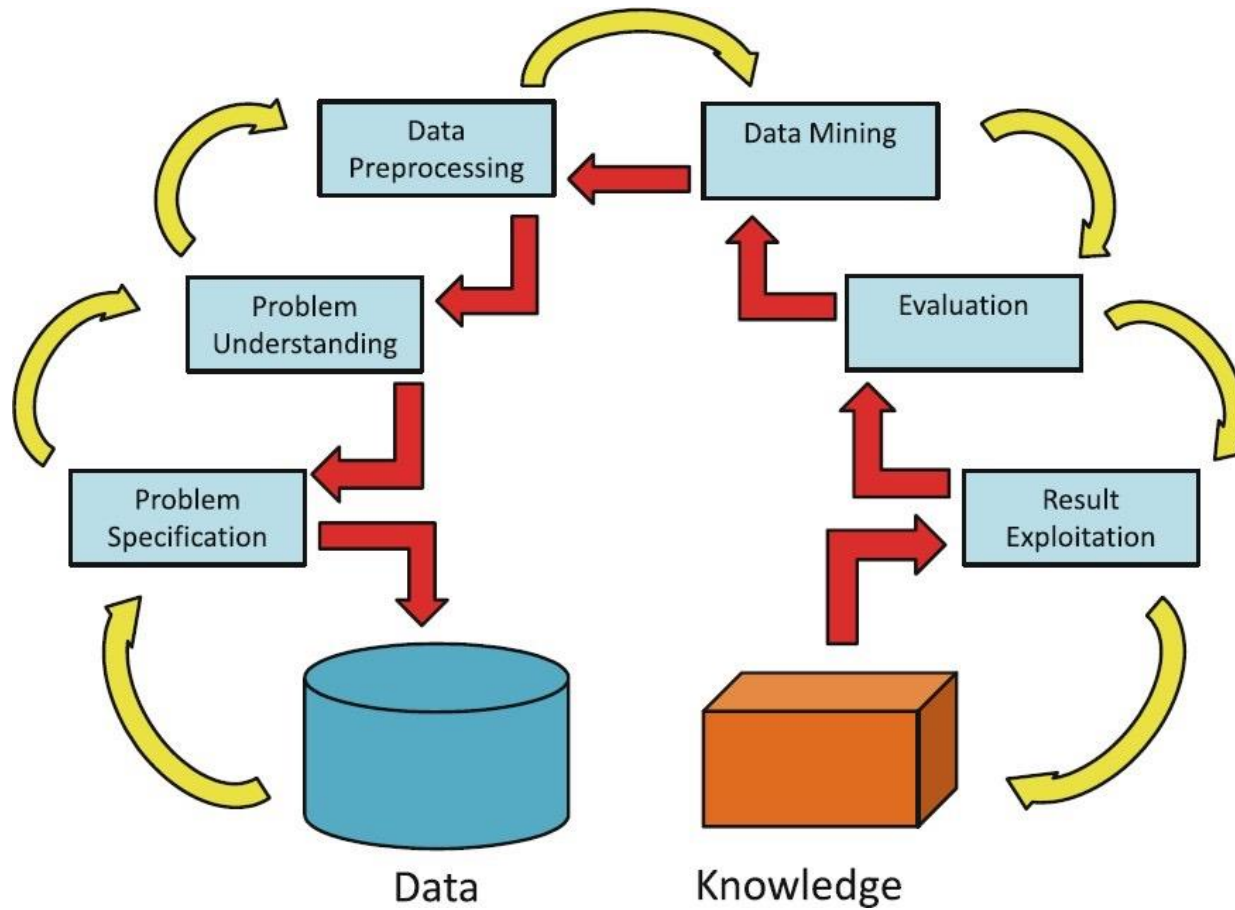 Data
Preprocessing
Data Mining
Problem
Understanding
Evaluation
Problem
Specification
Result
Exploitation
Data
Knowledge